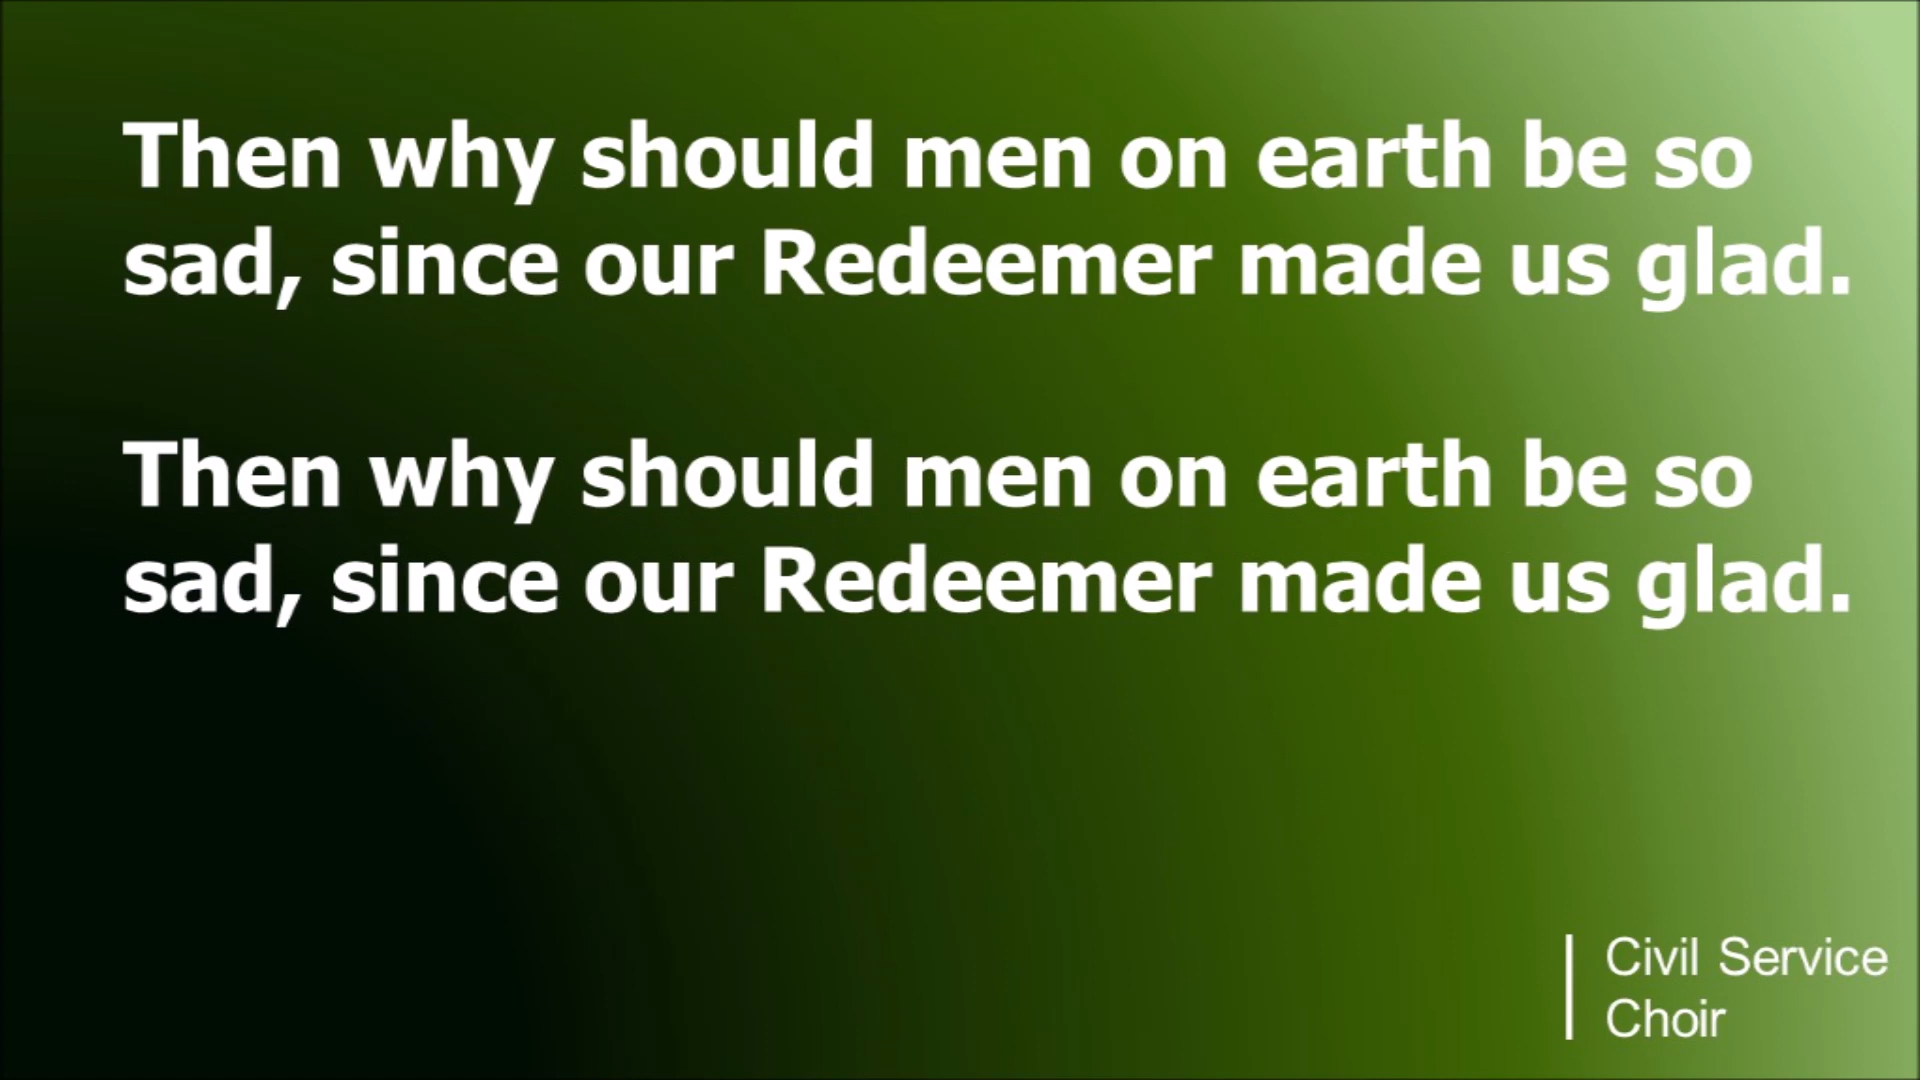 Then why should men on earth be so
sad, since our Redeemer made us glad.
Then why should men on earth be so
sad, since our Redeemer made us glad.
Civil Service
Choir